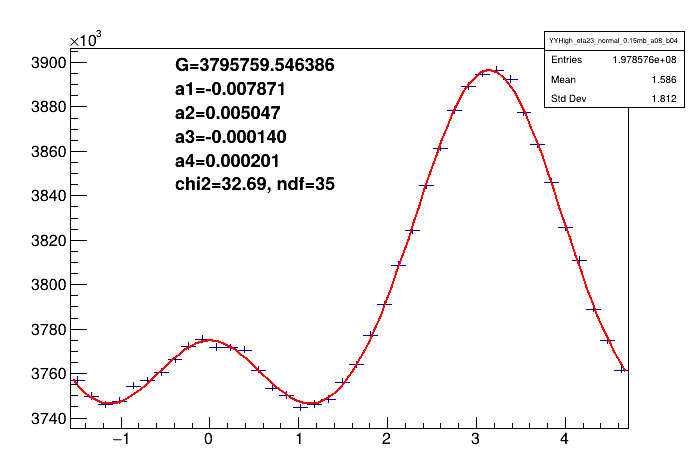 ×10³
YYHigh_eta23_normal_0.15mb_a08_b04
Entries 1.978576e+08
Mean 1.586
Std Dev 1.812
G=3795759.546386
a1=-0.007871
a2=0.005047
a3=-0.000140
a4=0.000201
chi2=32.69, ndf=35
3900
3880
3860
3840
3820
3800
3780
3760
3740
−1 0 1 2 3 4